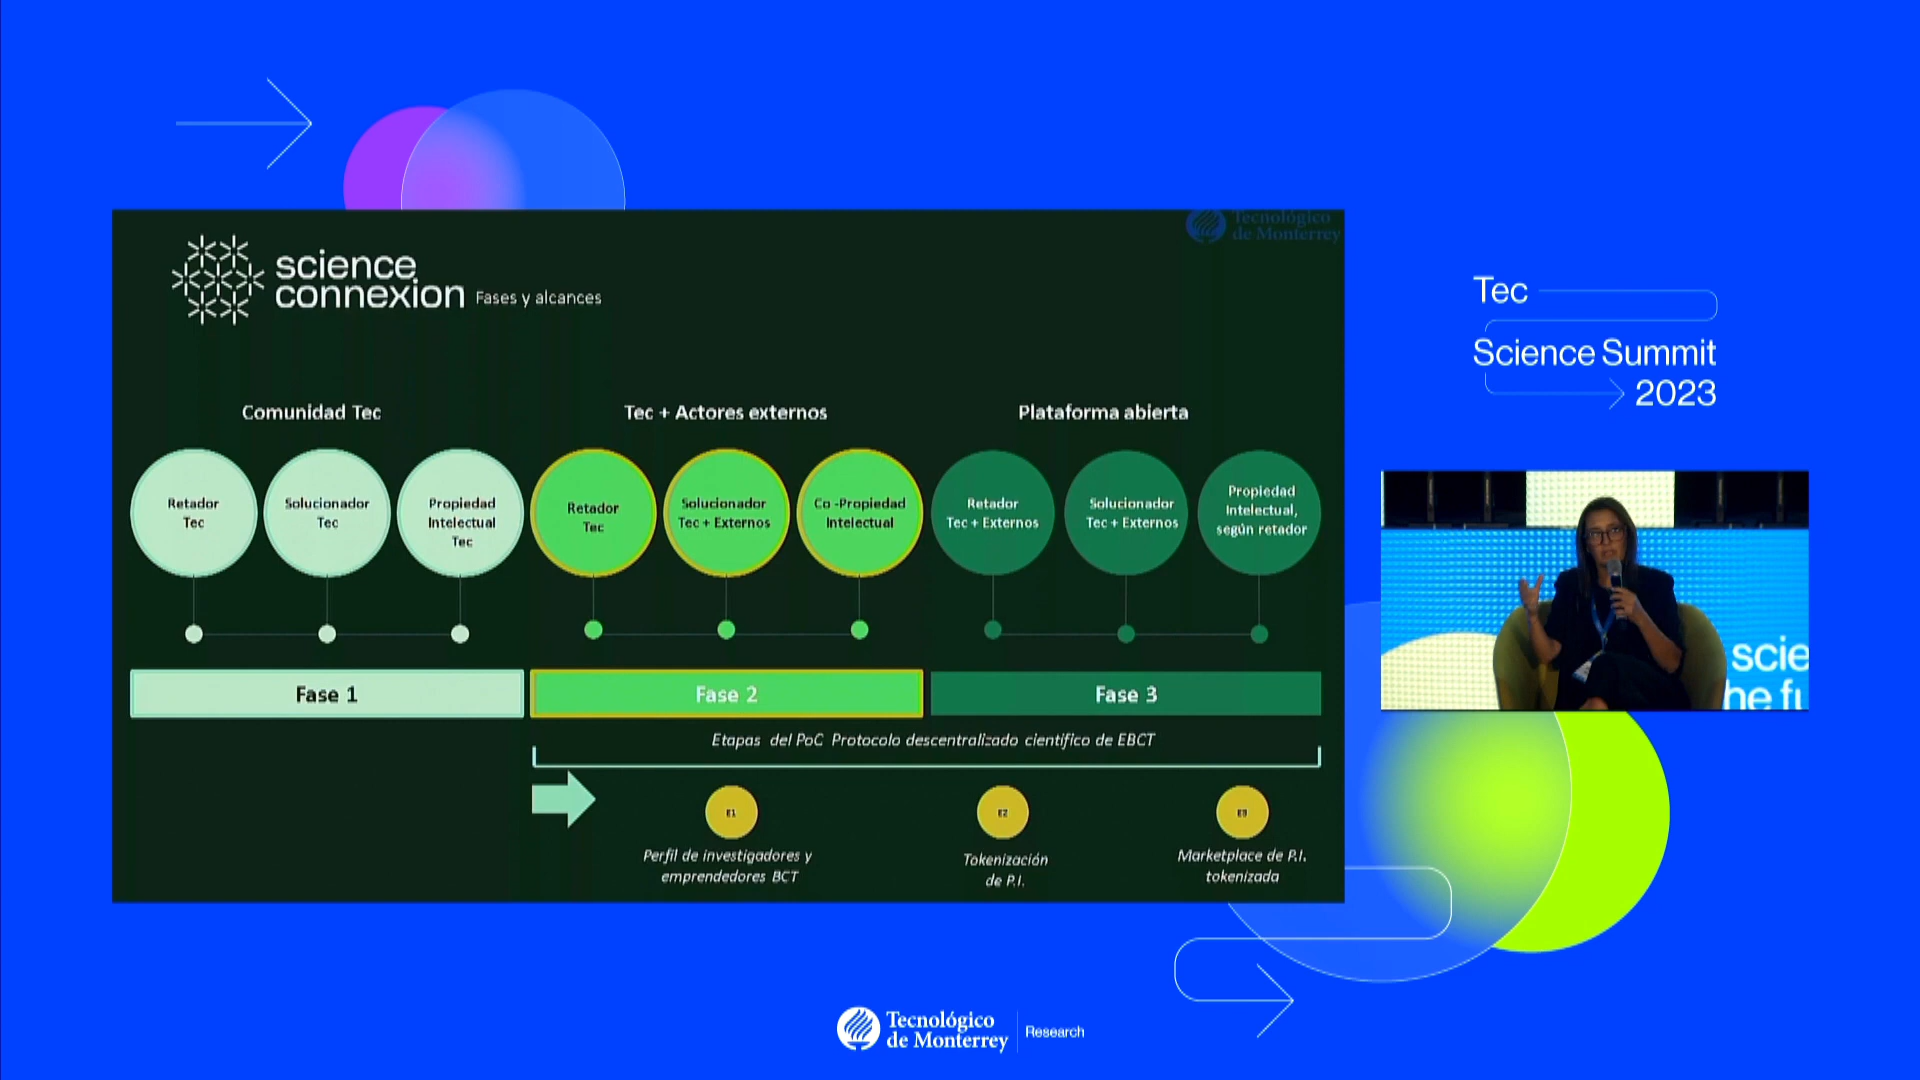 Tecnológico
de Monterrey
science
connexion Fases y alcances
Comunidad Tec
Tec + Actores externos
Plataforma abierta
Retador
Tec
Solucionador
Tec
Propiedad
Intelectual
Tec
Retador
Tec
Solucionador
Tec + Externos
Co -Propiedad
Intelectual
Retador
Tec + Externos
Solucionador
Tec + Externos
Propiedad
Intelectual,
según retador
Fase 1
Fase 2
Fase 3
Etapas del PoC Protocolo descentralizado científico de EBCT
E1
E2
E3
Perfil de investigadores y
emprendedores BCT
Tokenización
de P.I.
Marketplace de P.I.
tokenizada
Tec
Science Summit
2023
scie
he fu
Tecnológico
de Monterrey
Research